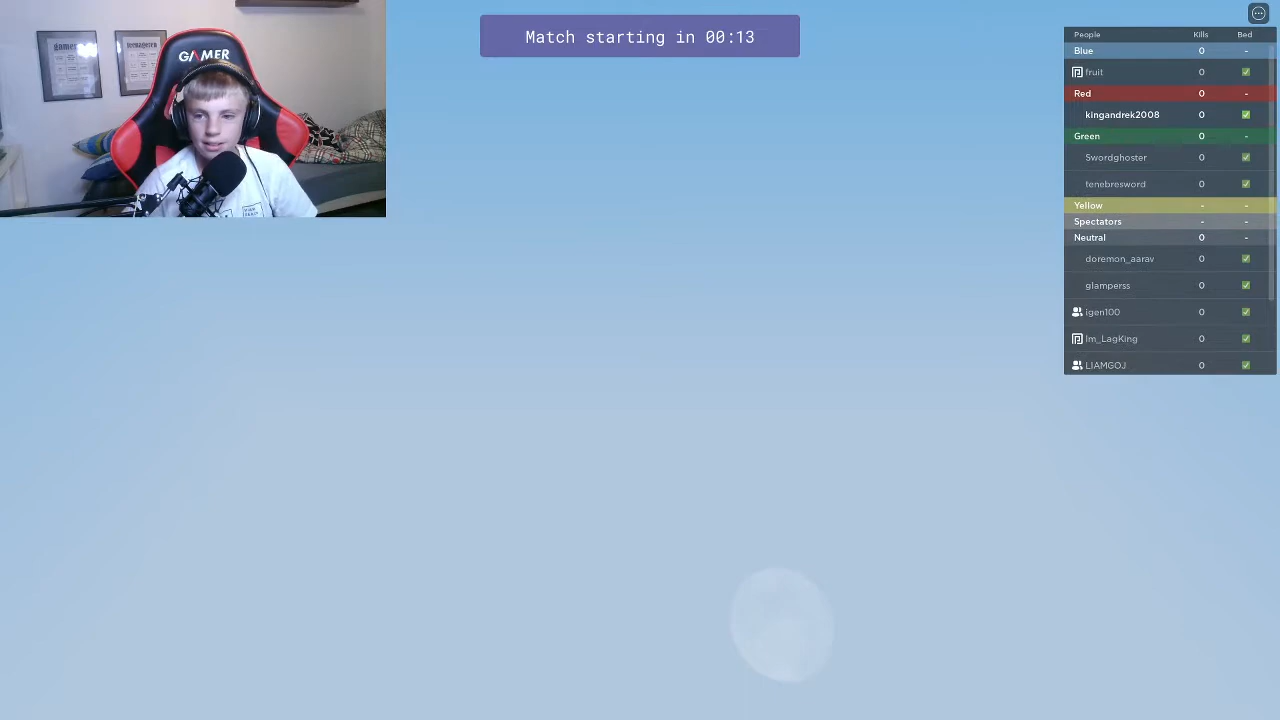 GAMER
Match starting in 00:13
People Kills Bed
Blue 0 -
fruit 0
Red 0 -
kingandrek2008 0
Green 0 -
Swordghoster 0
tenebresword 0
Yellow - -
Spectators - -
Neutral 0 -
doremon_aarav 0
glamperss 0
igen100 0
Im_LagKing 0
LIAMGOJ 0